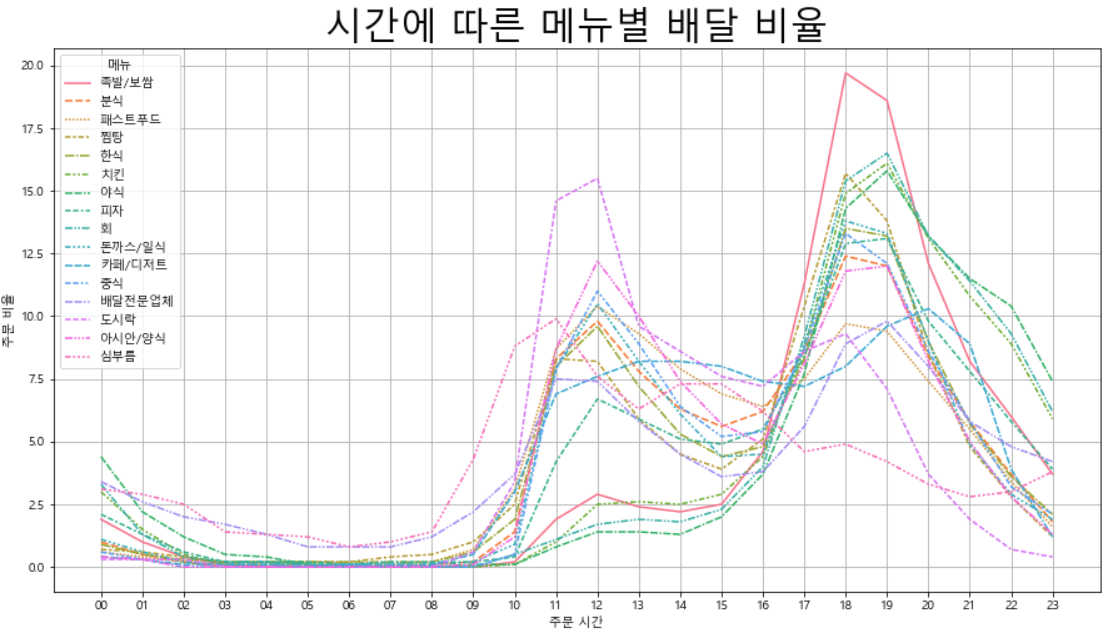 시간에 따른 메뉴별 배달 비율
메뉴
족발/보쌈
분식
패스트푸드
찜탕
한식
치킨
야식
피자
회
돈까스/일식
카페/디저트
중식
배달전문업체
도시락
아시안/양식
심부름
20.0
17.5
15.0
12.5
10.0
7.5
5.0
2.5
0.0
주문 비율
00 01 02 03 04 05 06 07 08 09 10 11 12 13 14 15 16 17 18 19 20 21 22 23
주문 시간